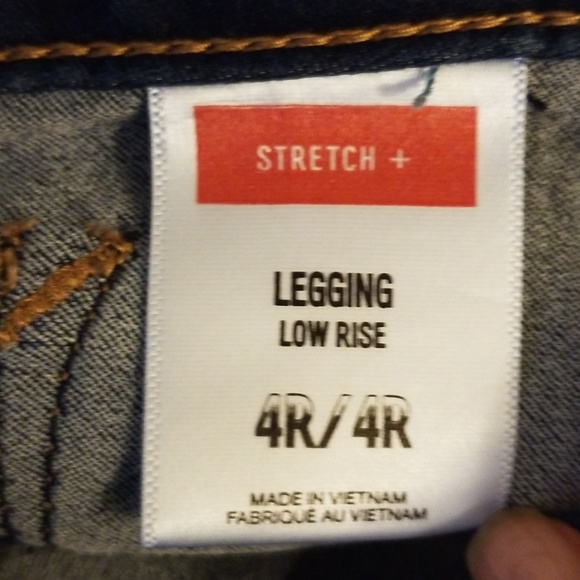 STRETCH +
LEGGING
LOW RISE
4R/4R
MADE IN VIETNAM
FABRIQUÉ AU VIETNAM